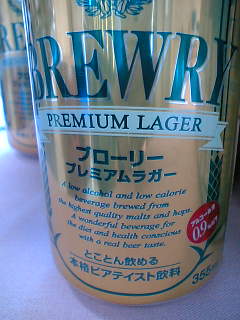 BREWRY
PREMIUM LAGER
ブローリー
プレミアムラガー
A low alcohol and low calorie
beverage brewed from
the highest quality malts and hops.
A wonderful beverage for
the diet and health conscious
with a real beer taste.
アルコール分
0.9%
とことん飲める
本格ビアテイスト飲料
355